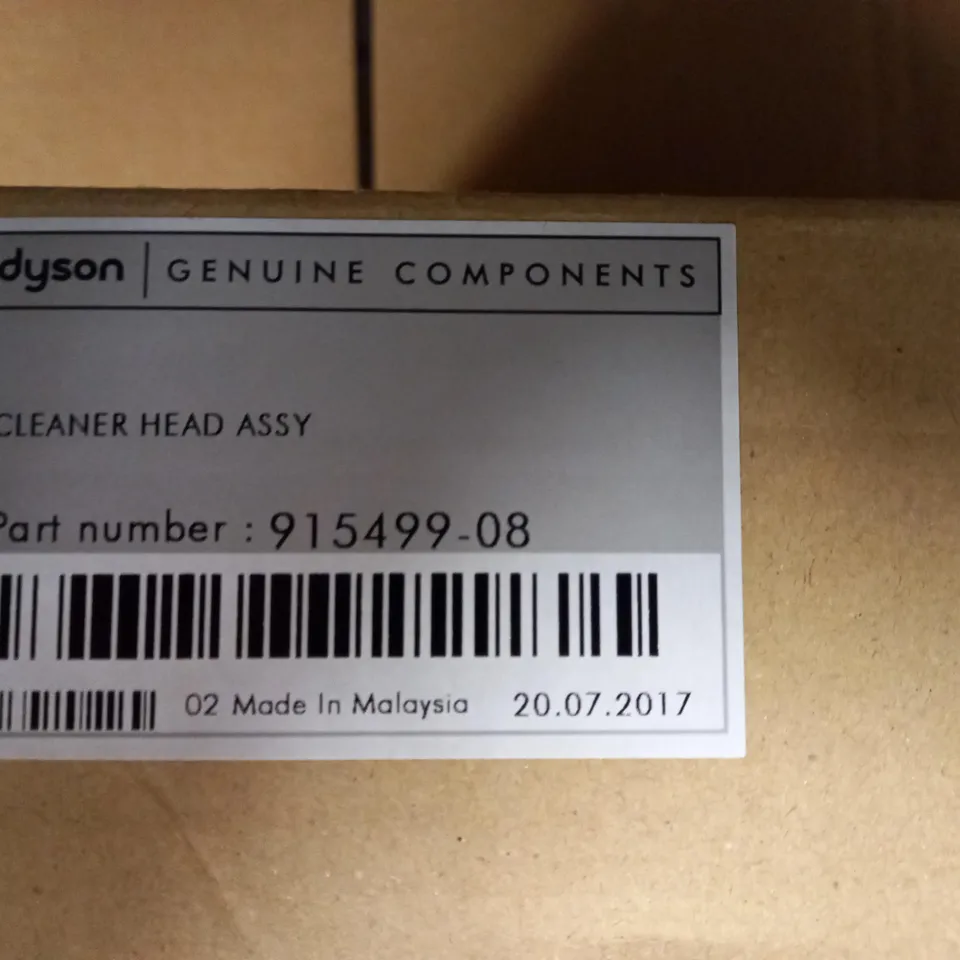 dyson | GENUINE COMPONENTS
CLEANER HEAD ASSY
Part number : 915499-08
02 Made In Malaysia 20.07.2017